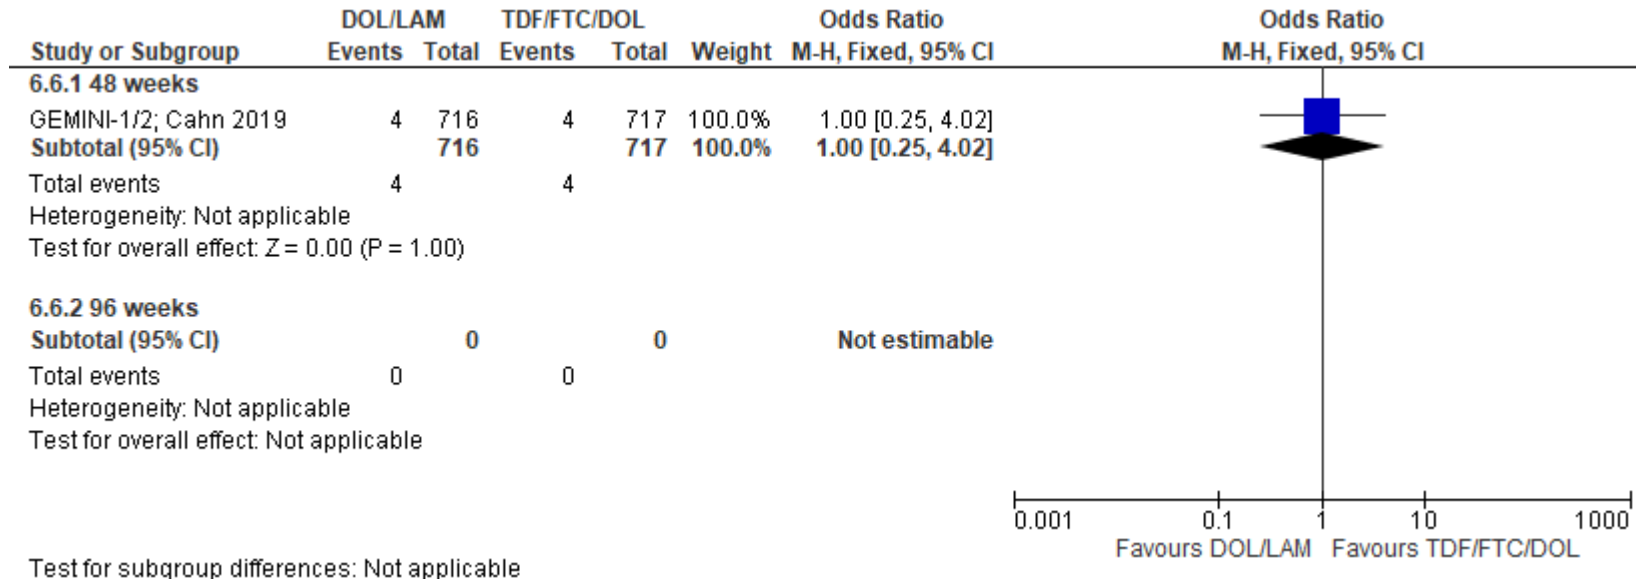 DOL/LAM TDF/FTC/DOL Odds Ratio Odds Ratio
Study or Subgroup Events Total Events Total Weight M-H, Fixed, 95% CI M-H, Fixed, 95% CI
6.6.1 48 weeks
GEMINI-1/2; Cahn 2019 4 716 4 717 100.0% 1.00 [0.25, 4.02]
Subtotal (95% CI) 716 717 100.0% 1.00 [0.25, 4.02]
Total events 4 4
Heterogeneity: Not applicable
Test for overall effect: Z = 0.00 (P = 1.00)
6.6.2 96 weeks
Subtotal (95% CI) 0 0 Not estimable
Total events 0 0
Heterogeneity: Not applicable
Test for overall effect: Not applicable
0.001 0.1 1 10 1000
Favours DOL/LAM Favours TDF/FTC/DOL
Test for subgroup differences: Not applicable